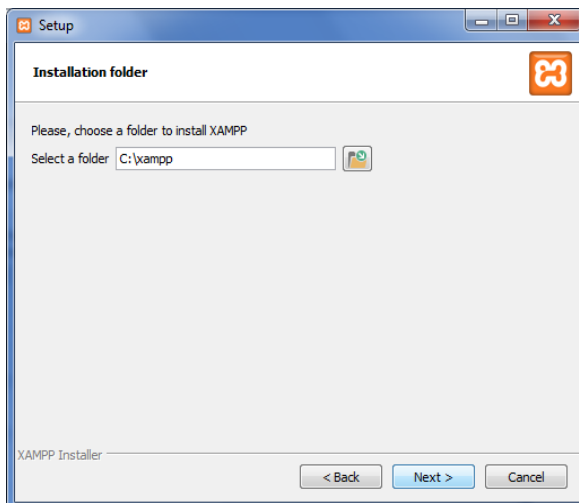 Setup
Installation folder
Please, choose a folder to install XAMPP
Select a folder C:\xampp
XAMPP Installer
< Back Next > Cancel